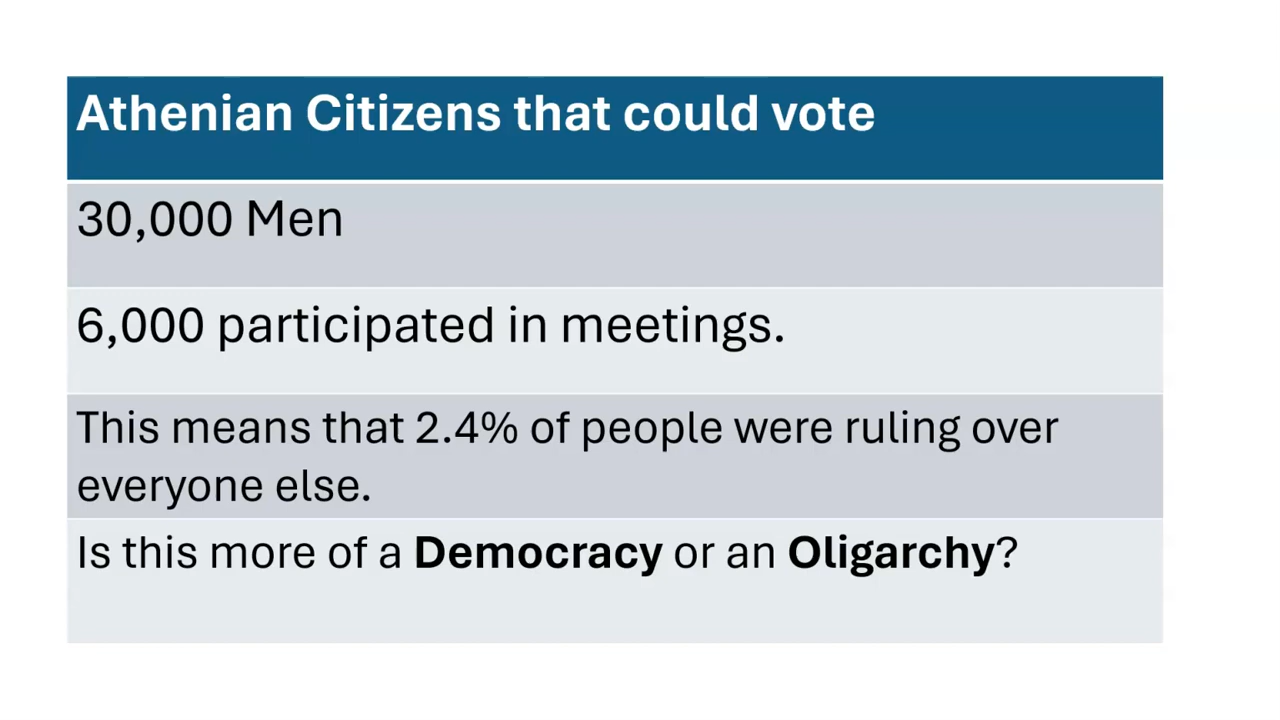 Athenian Citizens that could vote
30,000 Men
6,000 participated in meetings.
This means that 2.4% of people were ruling over
everyone else.
Is this more of a Democracy or an Oligarchy?